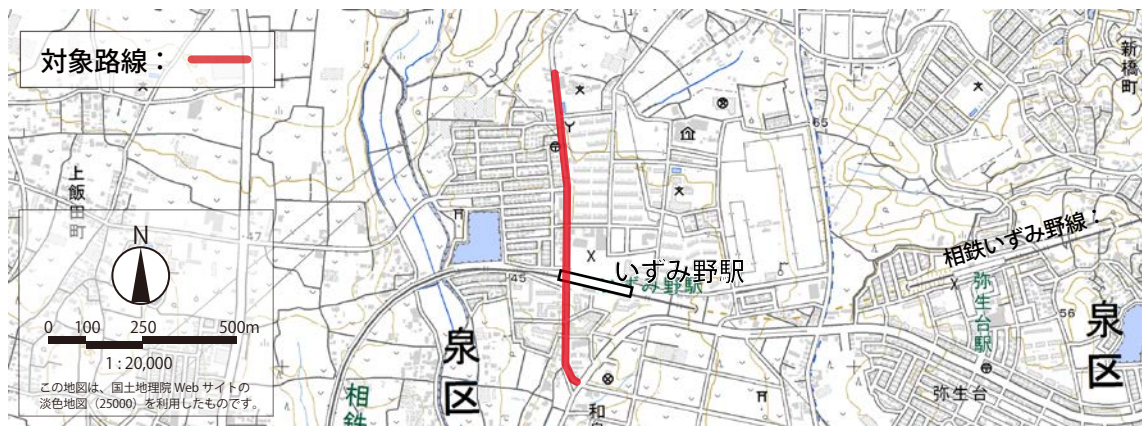 対象路線：
新橋町
65
上飯田町
47
N
相鉄いずみ野線：
いずみ野駅
ずみ野駅
45
弥生台駅
56
泉区
0 100 250 500m
1：20,000
この地図は、国土地理院 Web サイトの
淡色地図（25000）を利用したものです。
相鉄
泉区
弥生台
和